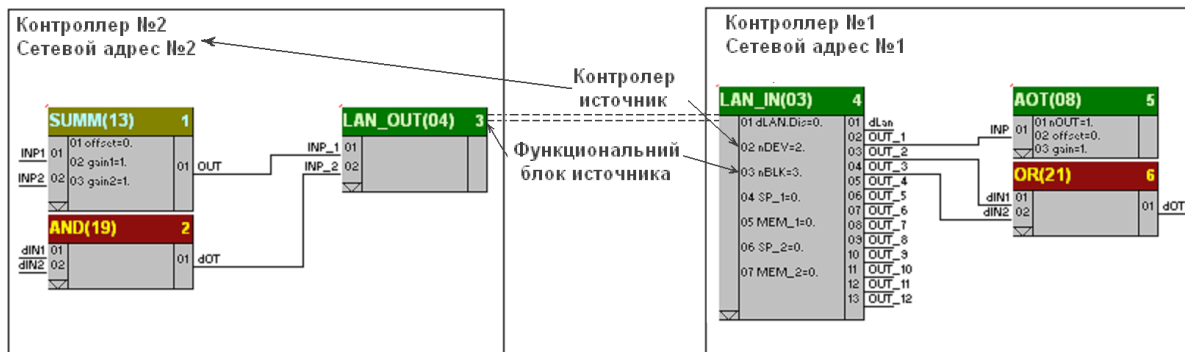 Контроллер №2
Сетевой адрес №2
SUMM(13) 1
01 offset=0.
02 gain1=1.
03 gain2=1.
INP1 01
INP2 02
01 OUT
AND(19) 2
dIN1 01
dIN2 02
01 dOT
LAN_OUT(04) 3
INP_1 01
INP_2 02
Контролер
источник
Функциональний
блок источника
Контроллер №1
Сетевой адрес №1
LAN_IN(03) 4
01 dLAN.Dis=0.
02 nDEV=2.
03 nBLK=3.
04 SP_1=0.
05 MEM_1=0.
06 SP_2=0.
07 MEM_2=0.
01 dLan
02 OUT_1
03 OUT_2
04 OUT_3
05 OUT_4
06 OUT_5
07 OUT_6
08 OUT_7
09 OUT_8
10 OUT_9
11 OUT_10
12 OUT_11
13 OUT_12
AOT(08) 5
INP 01
01 nOUT=1.
02 offset=0.
03 gain=1.
OR(21) 6
dIN1 01
dIN2 02
01 dOT